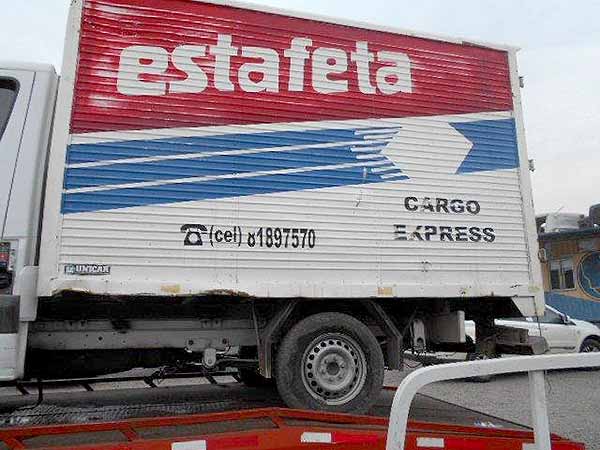 estafeta
CARGO
EXPRESS
(cel) 81897570
UNICAR